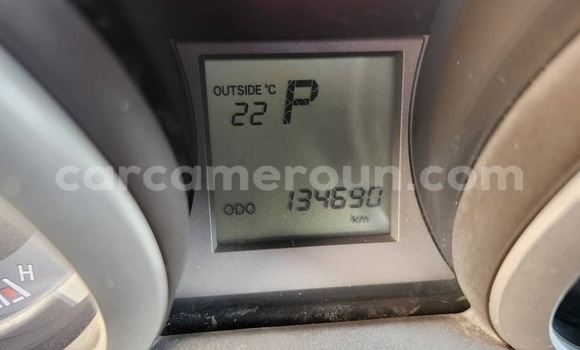 OUTSIDE °C P
22
carcameroun.com
ODO 134690
km
H